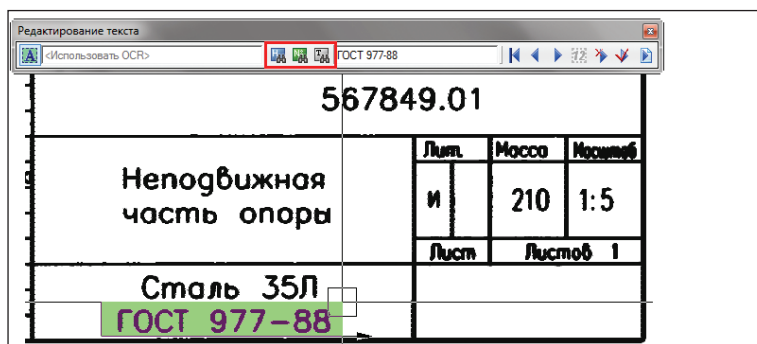 Редактирование текста
<Использовать OCR> ГОСТ 977-88
567849.01
Лит. Масса Масштаб
Неподвижная
часть опоры
И 210 1:5
Лист Листов 1
Сталь 35Л
ГОСТ 977-88